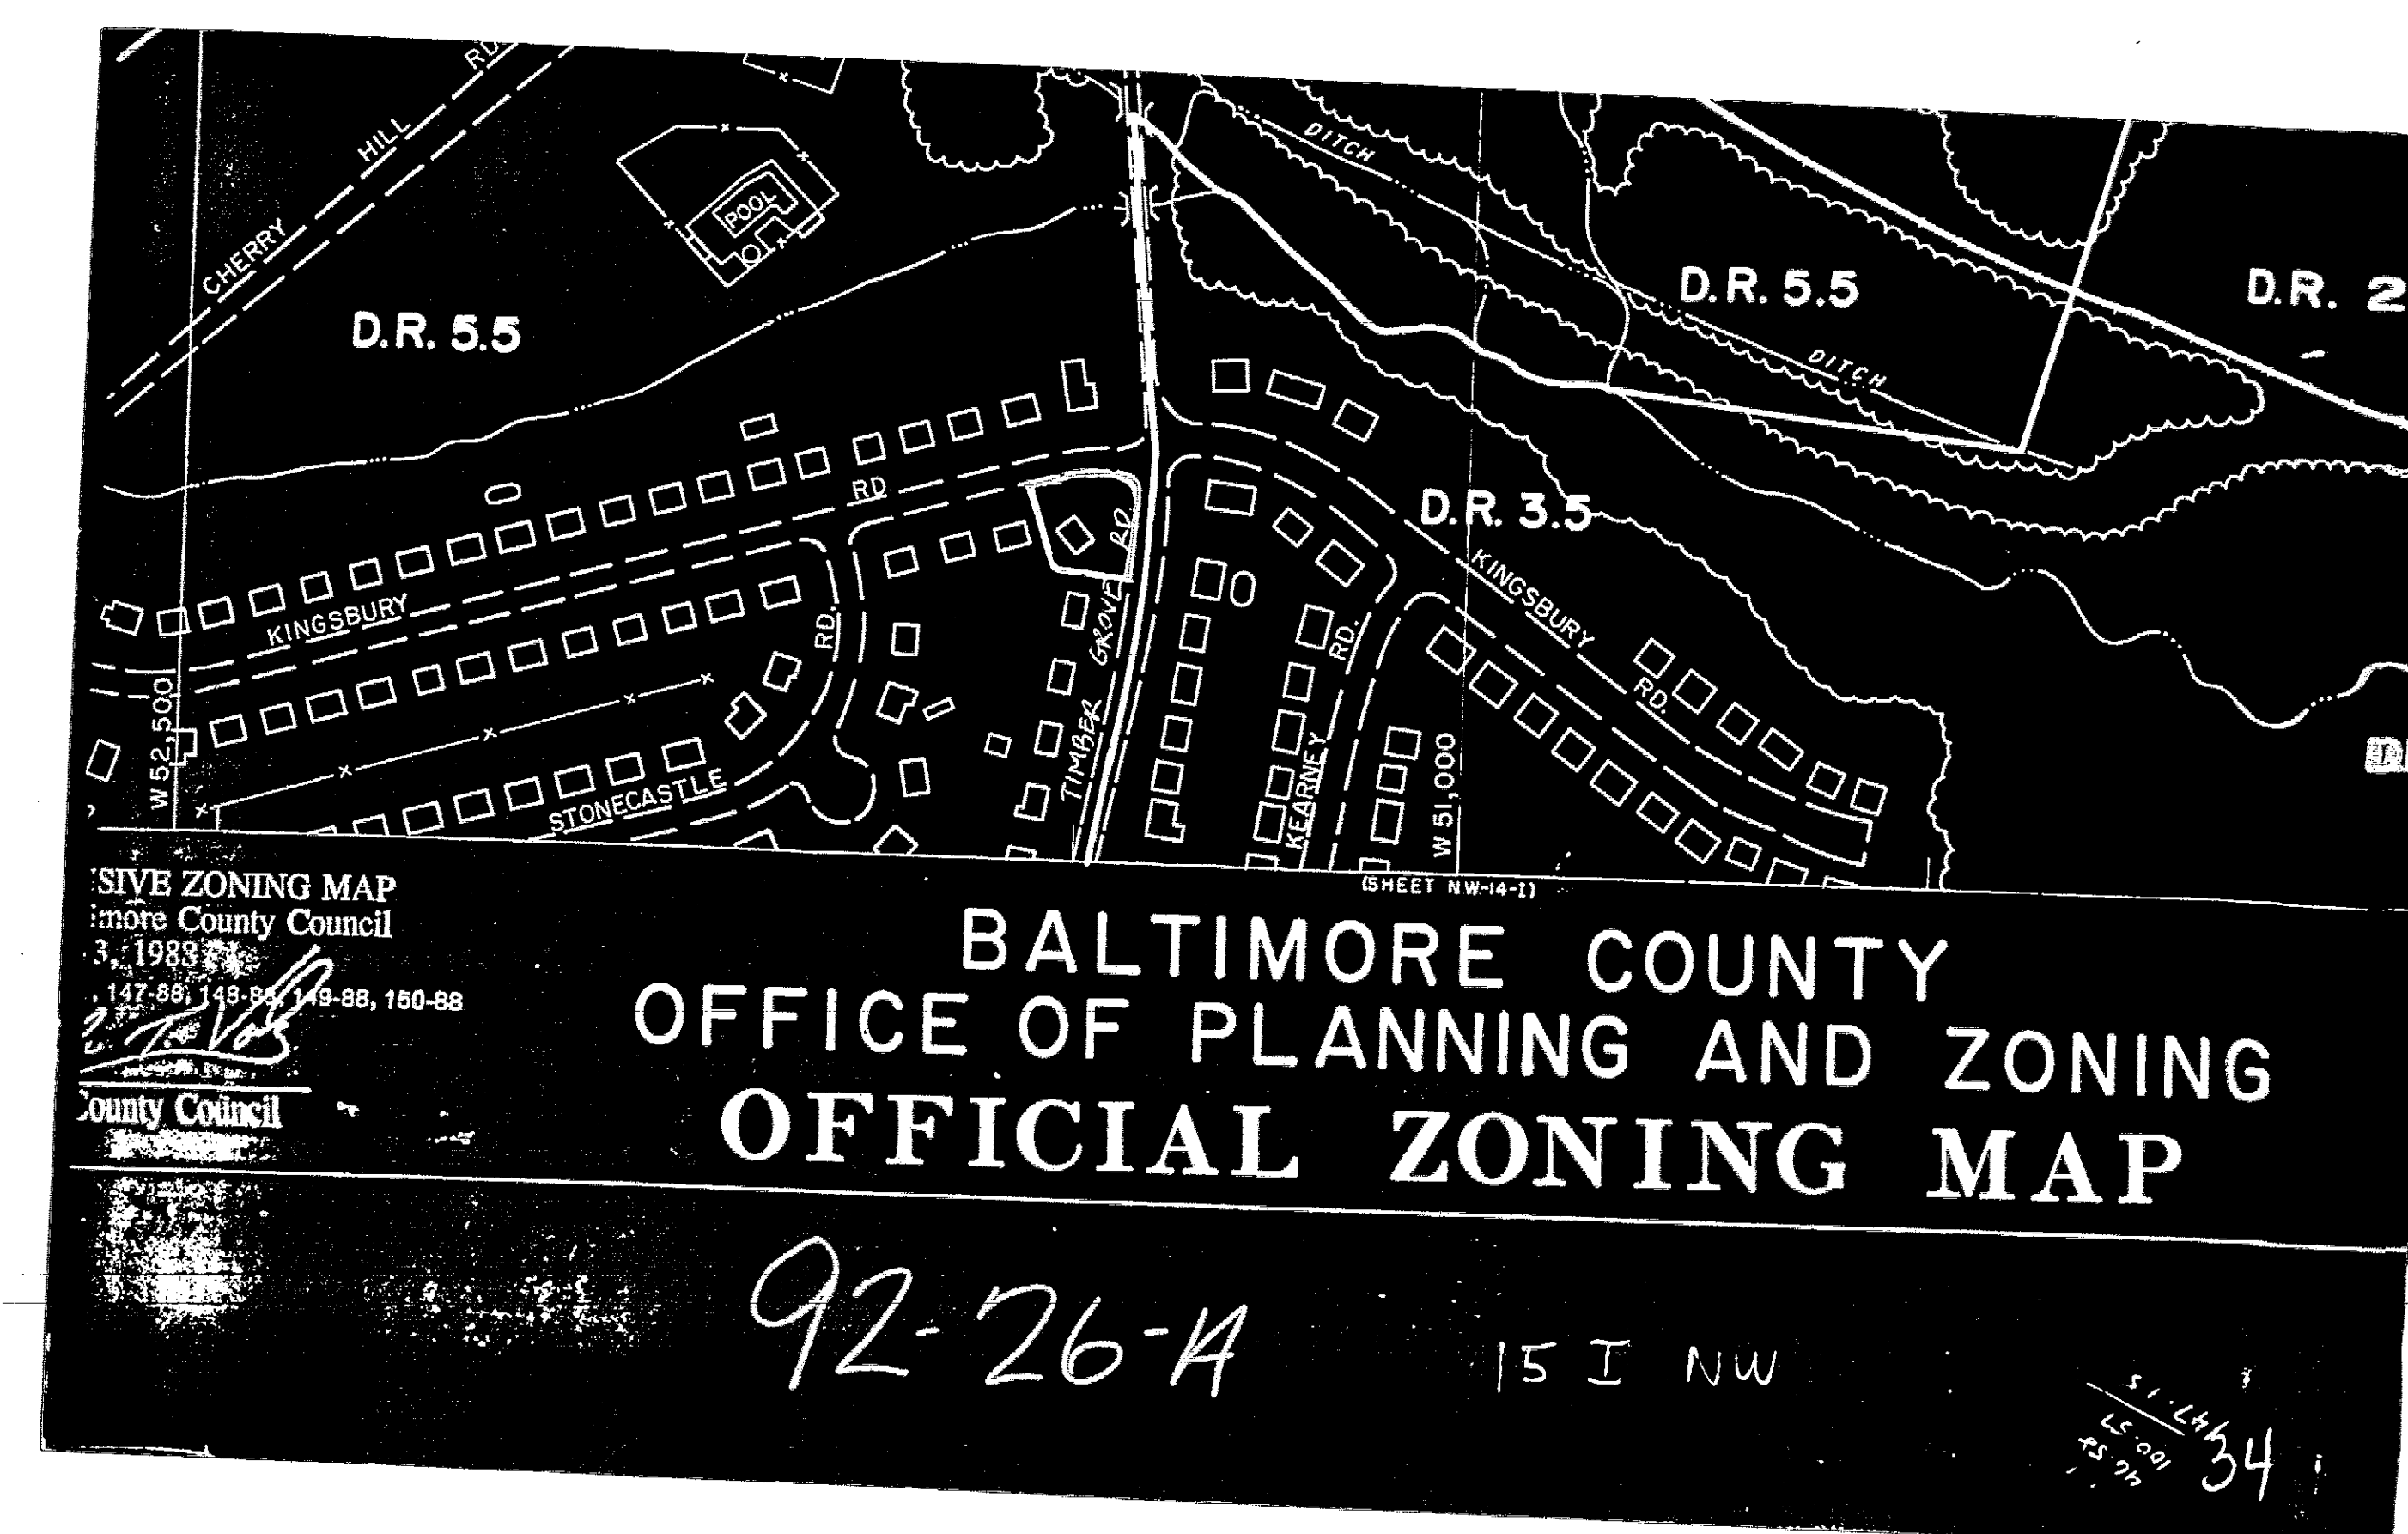 CHERRY HILL RD
POOL
DITCH
D.R. 5.5
D.R. 5.5
D.R. 2
DITCH
RD.
D.R. 3.5
KINGSBURY
RD.
TIMBER GROVE RD.
KINGSBURY
RD.
RD.
KEARNEY
STONECASTLE
W 52,500
W 51,000
(SHEET NW-14-I)
SIVE ZONING MAP
more County Council
3, 1988
147-88, 148-88, 149-88, 150-88
County Council
BALTIMORE COUNTY
OFFICE OF PLANNING AND ZONING
OFFICIAL ZONING MAP
92-26-A
15 I NW
34